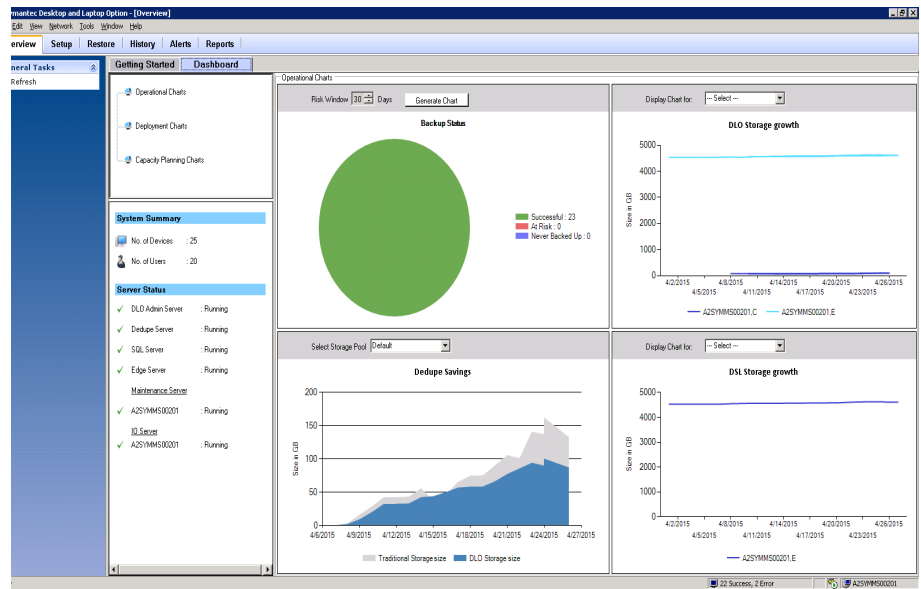 ymantec Desktop and Laptop Option - [Overview]
Edit View Network Tools Window Help
erview Setup Restore History Alerts Reports
neral Tasks
Refresh
Getting Started Dashboard
Operational Charts
Deployment Charts
Capacity Planning Charts
System Summary
No. of Devices : 25
No. of Users : 20
Server Status
DLO Admin Server : Running
Dedupe Server : Running
SQL Server : Running
Edge Server : Running
Maintenance Server
A2SYMMS00201 : Running
IO Server
A2SYMMS00201 : Running
Operational Charts
Risk Window 30 Days Generate Chart
Backup Status
Successful : 23
At Risk : 0
Never Backed Up : 0
Display Chart for: --- Select ---
DLO Storage growth
Size in GB
5000
4000
3000
2000
1000
0
4/2/2015 4/8/2015 4/14/2015 4/20/2015 4/26/2015
4/5/2015 4/11/2015 4/17/2015 4/23/2015
A2SYMMS00201,C A2SYMMS00201,E
Select Storage Pool Default
Dedupe Savings
Size in GB
200
150
100
50
0
4/6/2015 4/9/2015 4/12/2015 4/15/2015 4/18/2015 4/21/2015 4/24/2015 4/27/2015
Traditional Storage size DLO Storage size
Display Chart for: --- Select ---
DSL Storage growth
Size in GB
5000
4000
3000
2000
1000
0
4/2/2015 4/8/2015 4/14/2015 4/20/2015 4/26/2015
4/5/2015 4/11/2015 4/17/2015 4/23/2015
A2SYMMS00201,E
22 Success, 2 Error A2SYMMS00201